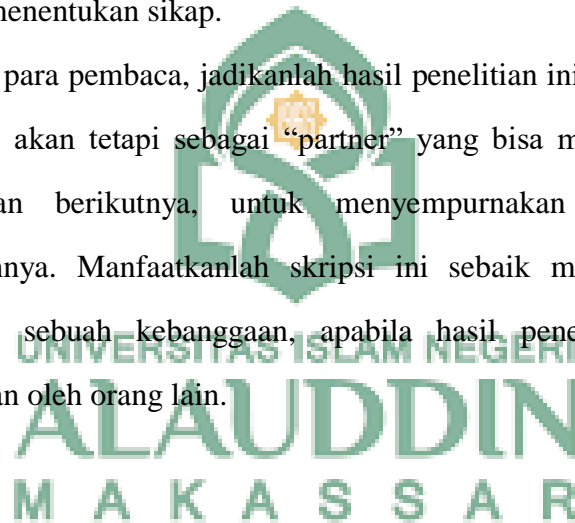 menentukan sikap.
para pembaca, jadikanlah hasil penelitian ini
akan tetapi sebagai “partner” yang bisa
berikutnya, untuk menyempurnakan
Manfaatkanlah skripsi ini sebaik
sebuah kebanggaan, apabila hasil
UNIVERSITAS ISLAM NEGERI
oleh orang lain.
ALAUDDIN
MAKASSAR